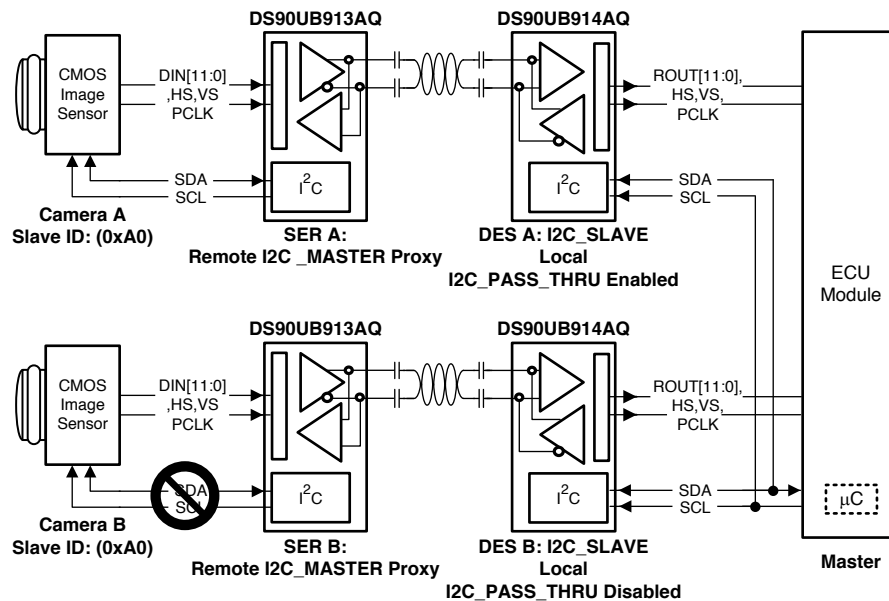 DS90UB913AQ
DS90UB914AQ
CMOS
Image
Sensor
DIN[11:0]
,HS,VS
PCLK
ROUT[11:0],
HS,VS,
PCLK
SDA
SCL
I2C
I2C
SDA
SCL
Camera A
Slave ID: (0xA0)
SER A:
Remote I2C _MASTER Proxy
DES A: I2C_SLAVE
Local
I2C_PASS_THRU Enabled
ECU
Module
DS90UB913AQ
DS90UB914AQ
CMOS
Image
Sensor
DIN[11:0]
,HS,VS
PCLK
ROUT[11:0],
HS,VS,
PCLK
SDA
SCL
I2C
I2C
SDA
SCL
µC
Camera B
Slave ID: (0xA0)
SER B:
Remote I2C_MASTER Proxy
DES B: I2C_SLAVE
Local
I2C_PASS_THRU Disabled
Master